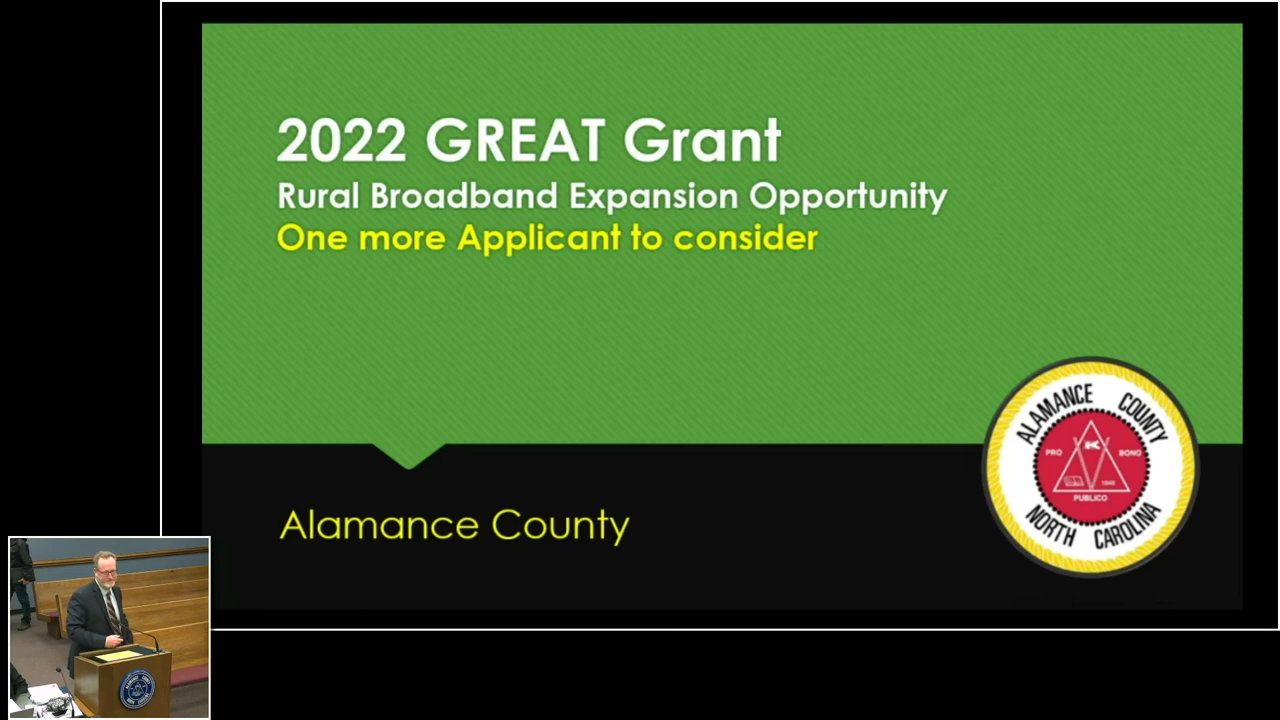 2022 GREAT Grant
Rural Broadband Expansion Opportunity
One more Applicant to consider
Alamance County
ALAMANCE COUNTY
PRO BONO
1849
PUBLICO
NORTH CAROLINA